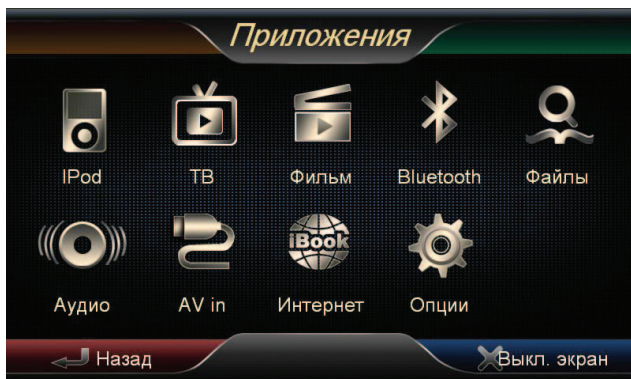 Приложения
IPod ТВ Фильм Bluetooth Файлы
iBook
Аудио AV in Интернет Опции
Назад Выкл. экран